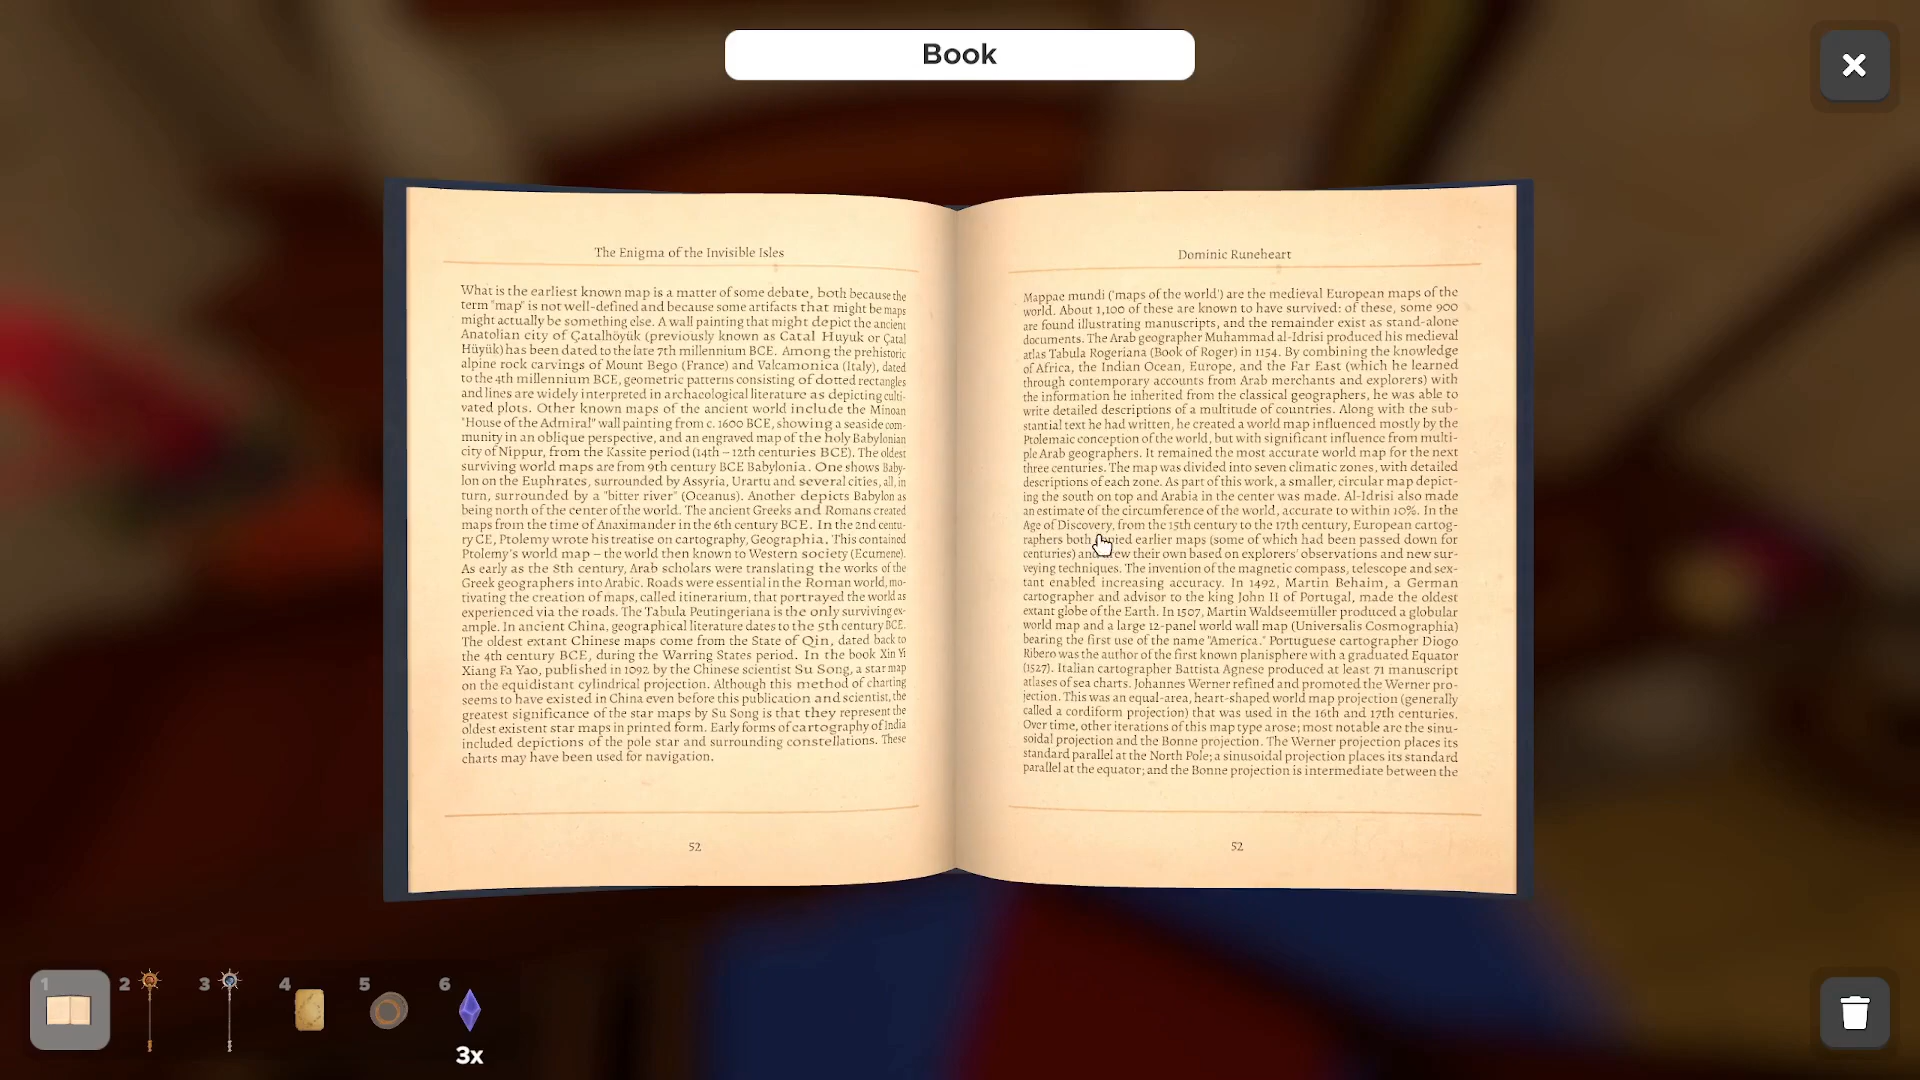 Book
The Enigma of the Invisible Isles
What is the earliest known map is a matter of some debate, both because the
term "map" is not well-defined and because some artifacts that might be maps
might actually be something else. A wall painting that might depict the ancient
Anatolian city of Çatalhöyük (previously known as Catal Huyuk or Çatal
Hüyük) has been dated to the late 7th millennium BCE. Among the prehistoric
alpine rock carvings of Mount Bego (France) and Valcamonica (Italy), dated
to the 4th millennium BCE, geometric patterns consisting of dotted rectangles
and lines are widely interpreted in archaeological literature as depicting culti-
vated plots. Other known maps of the ancient world include the Minoan
"House of the Admiral" wall painting from c. 1600 BCE, showing a seaside com-
munity in an oblique perspective, and an engraved map of the holy Babylonian
city of Nippur, from the Kassite period (14th – 12th centuries BCE). The oldest
surviving world maps are from 9th century BCE Babylonia. One shows Baby-
lon on the Euphrates, surrounded by Assyria, Urartu and several cities, all, in
turn, surrounded by a "bitter river" (Oceanus). Another depicts Babylon as
being north of the center of the world. The ancient Greeks and Romans created
maps from the time of Anaximander in the 6th century BCE. In the 2nd centu-
ry CE, Ptolemy wrote his treatise on cartography, Geographia. This contained
Ptolemy's world map – the world then known to Western society (Ecumene).
As early as the 8th century, Arab scholars were translating the works of the
Greek geographers into Arabic. Roads were essential in the Roman world, mo-
tivating the creation of maps, called itinerarium, that portrayed the world as
experienced via the roads. The Tabula Peutingeriana is the only surviving ex-
ample. In ancient China, geographical literature dates to the 5th century BCE.
The oldest extant Chinese maps come from the State of Qin, dated back to
the 4th century BCE, during the Warring States period. In the book Xin Yi
Xiang Fa Yao, published in 1092 by the Chinese scientist Su Song, a star map
on the equidistant cylindrical projection. Although this method of charting
seems to have existed in China even before this publication and scientist, the
greatest significance of the star maps by Su Song is that they represent the
oldest existent star maps in printed form. Early forms of cartography of India
included depictions of the pole star and surrounding constellations. These
charts may have been used for navigation.
52
Dominic Runeheart
Mappae mundi ('maps of the world') are the medieval European maps of the
world. About 1,100 of these are known to have survived: of these, some 900
are found illustrating manuscripts, and the remainder exist as stand-alone
documents. The Arab geographer Muhammad al-Idrisi produced his medieval
atlas Tabula Rogeriana (Book of Roger) in 1154. By combining the knowledge
of Africa, the Indian Ocean, Europe, and the Far East (which he learned
through contemporary accounts from Arab merchants and explorers) with
the information he inherited from the classical geographers, he was able to
write detailed descriptions of a multitude of countries. Along with the sub-
stantial text he had written, he created a world map influenced mostly by the
Ptolemaic conception of the world, but with significant influence from multi-
ple Arab geographers. It remained the most accurate world map for the next
three centuries. The map was divided into seven climatic zones, with detailed
descriptions of each zone. As part of this work, a smaller, circular map depict-
ing the south on top and Arabia in the center was made. Al-Idrisi also made
an estimate of the circumference of the world, accurate to within 10%. In the
Age of Discovery, from the 15th century to the 17th century, European cartog-
raphers both earlier maps (some of which had been passed down for
centuries) and their own based on explorers' observations and new sur-
veying techniques. The invention of the magnetic compass, telescope and sex-
tant enabled increasing accuracy. In 1492, Martin Behaim, a German
cartographer and advisor to the king John II of Portugal, made the oldest
extant globe of the Earth. In 1507, Martin Waldseemüller produced a globular
world map and a large 12-panel world wall map (Universalis Cosmographia)
bearing the first use of the name "America." Portuguese cartographer Diogo
Ribero was the author of the first known planisphere with a graduated Equator
(1527). Italian cartographer Battista Agnese produced at least 71 manuscript
atlases of sea charts. Johannes Werner refined and promoted the Werner pro-
jection. This was an equal-area, heart-shaped world map projection (generally
called a cordiform projection) that was used in the 16th and 17th centuries.
Over time, other iterations of this map type arose; most notable are the sinu-
soidal projection and the Bonne projection. The Werner projection places its
standard parallel at the North Pole; a sinusoidal projection places its standard
parallel at the equator; and the Bonne projection is intermediate between the
52
1 2 3 4 5 6
3x